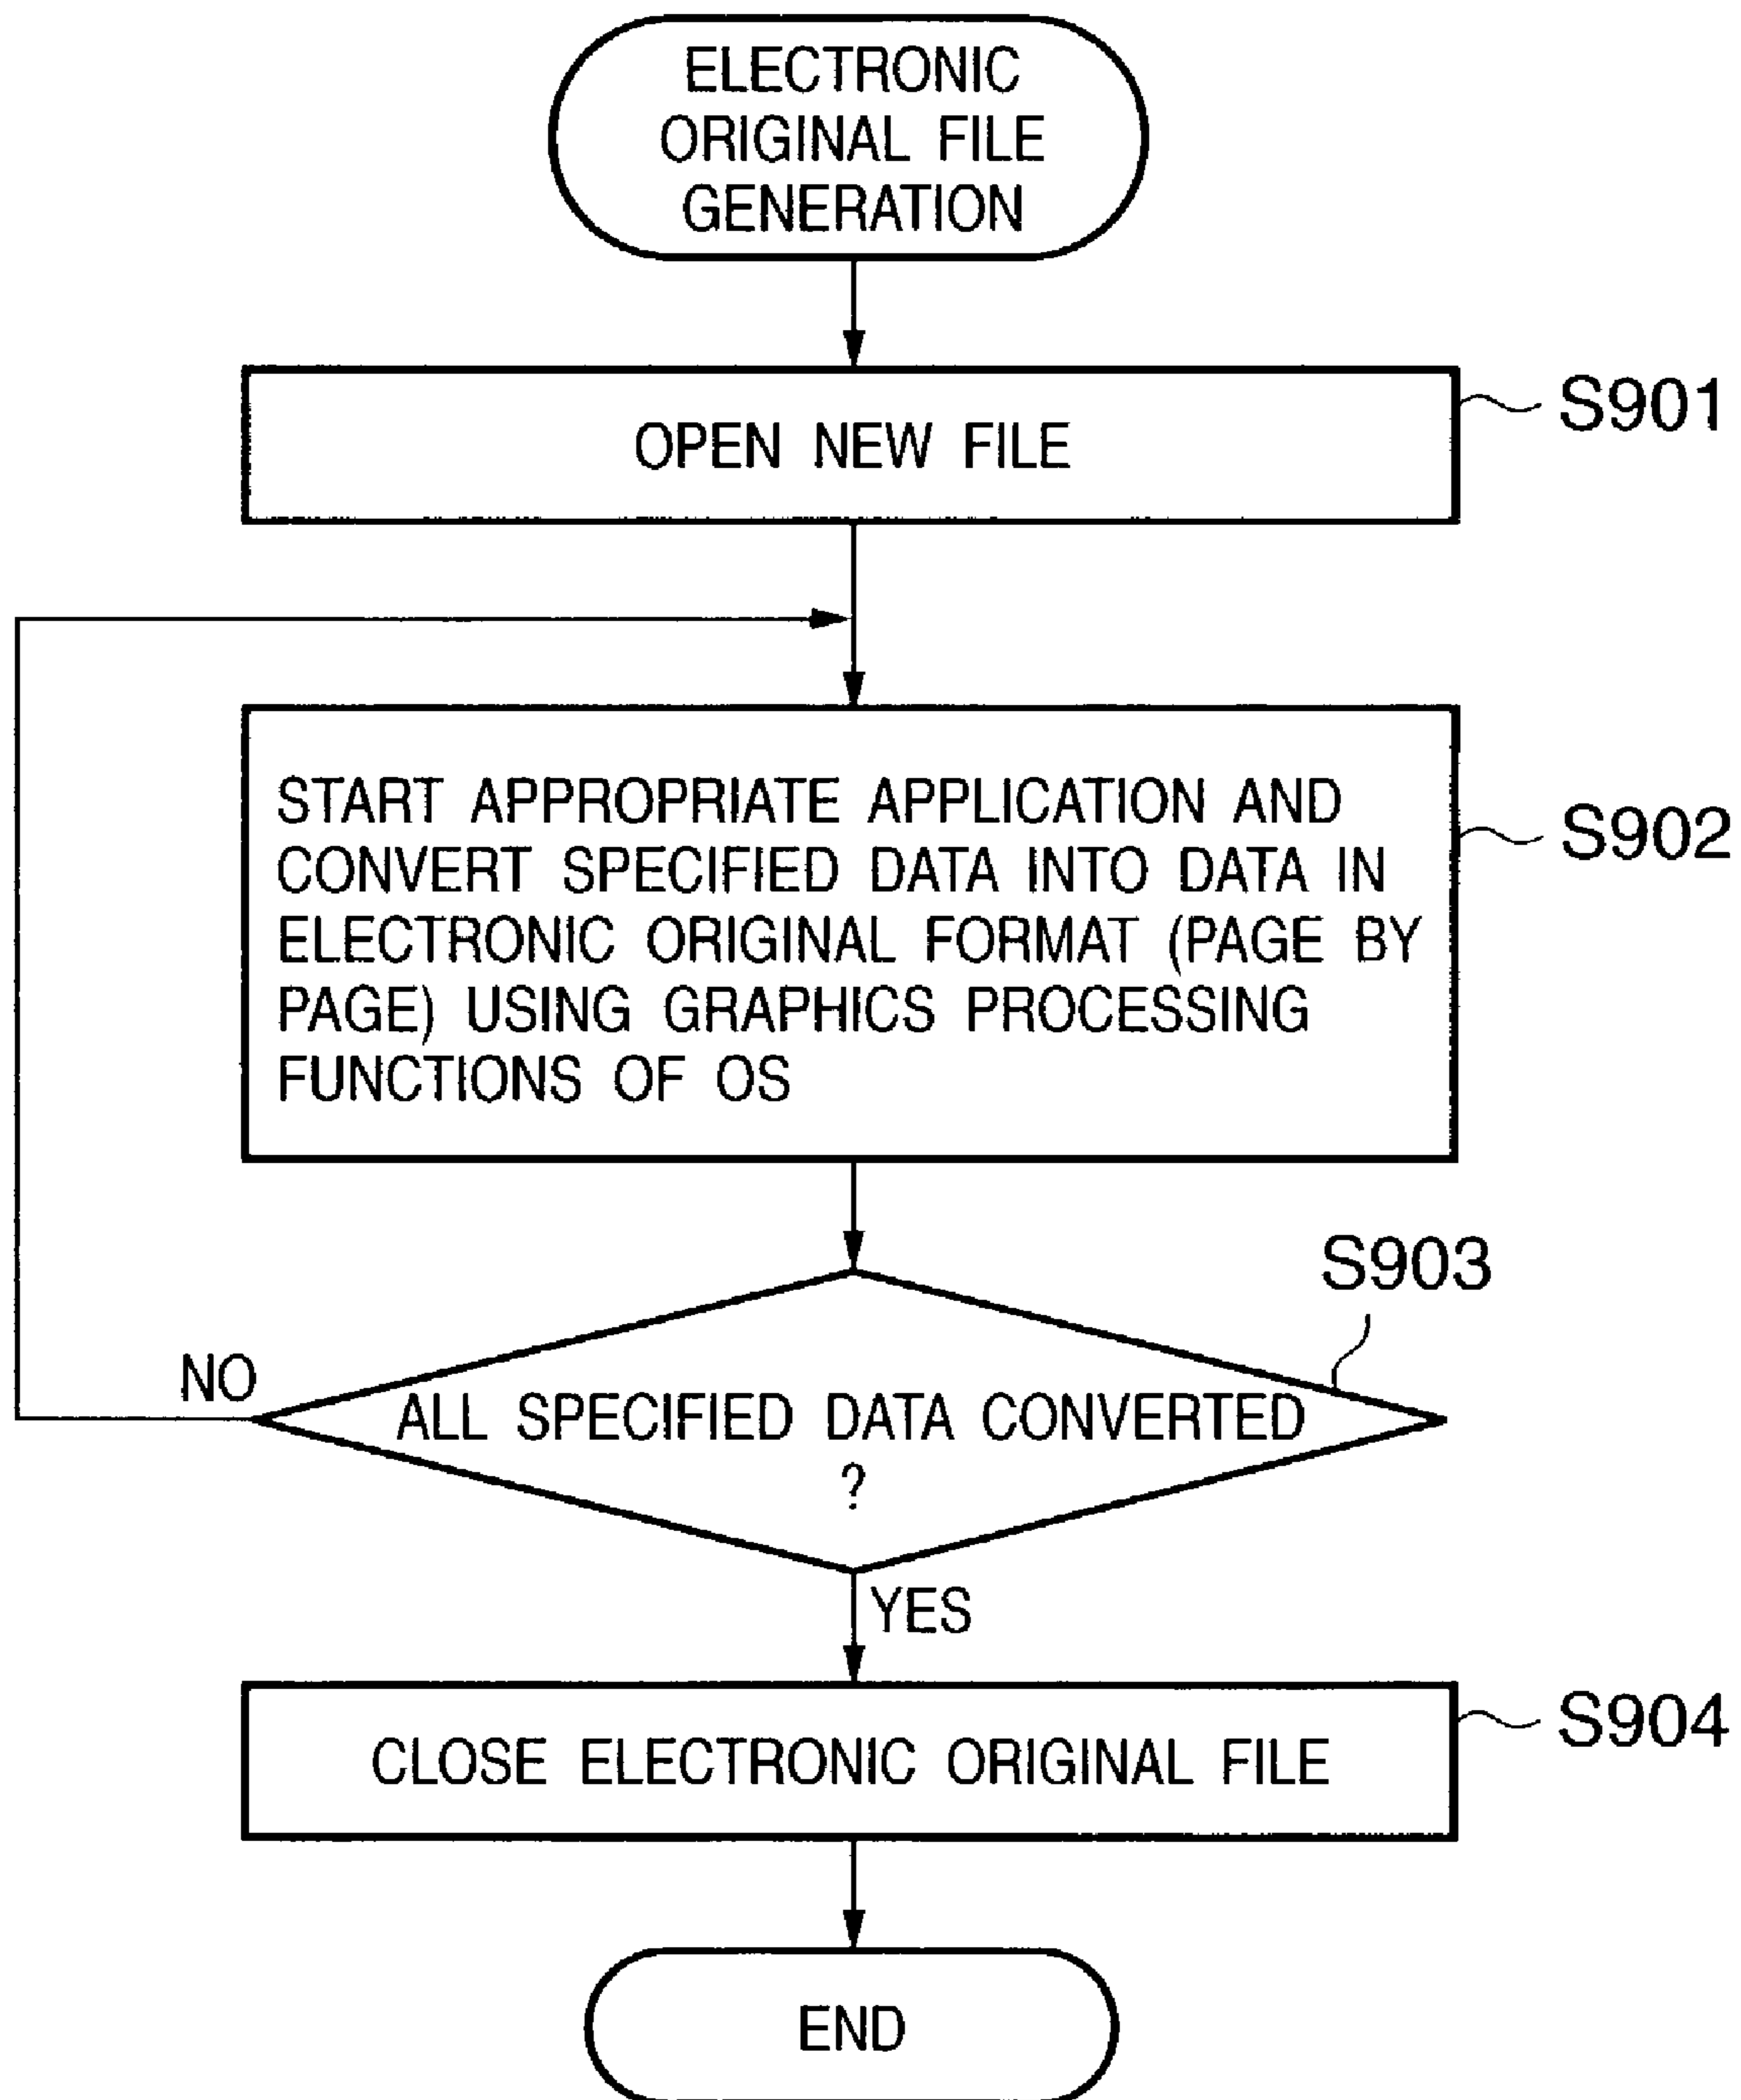 ELECTRONIC
ORIGINAL FILE
GENERATION
OPEN NEW FILE
S901
START APPROPRIATE APPLICATION AND
CONVERT SPECIFIED DATA INTO DATA IN
ELECTRONIC ORIGINAL FORMAT (PAGE BY
PAGE) USING GRAPHICS PROCESSING
FUNCTIONS OF OS
S902
S903
NO
ALL SPECIFIED DATA CONVERTED
?
YES
CLOSE ELECTRONIC ORIGINAL FILE
S904
END